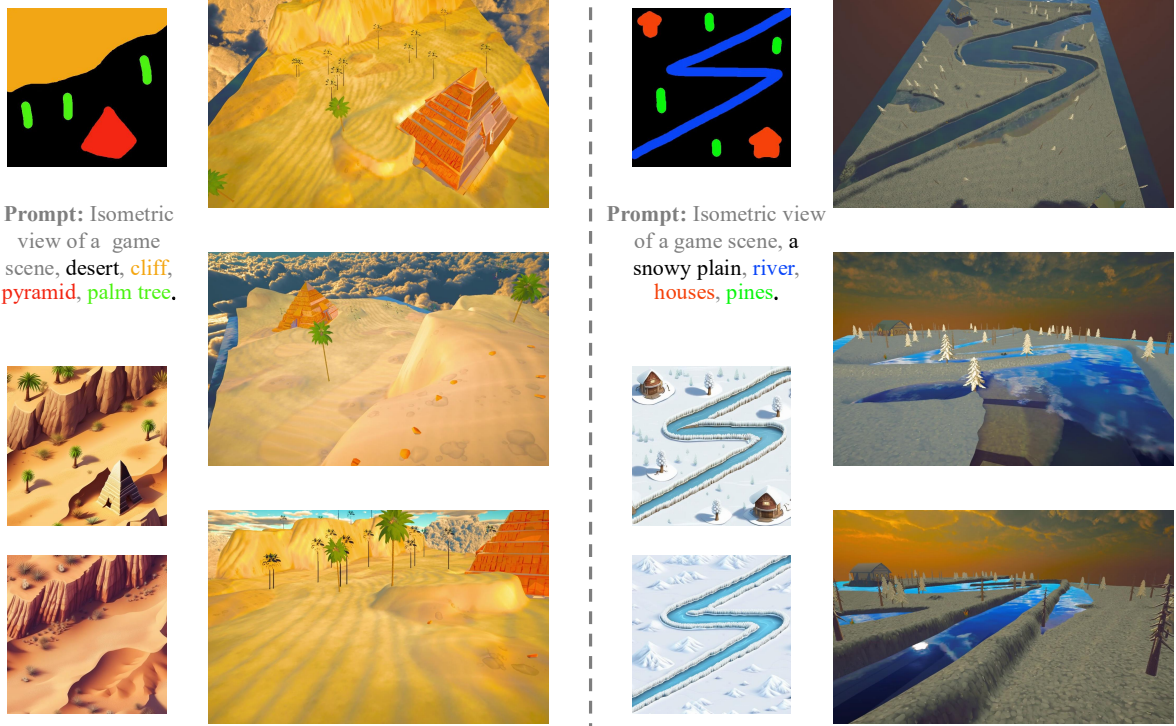 Prompt: Isometric
view of a game
scene, desert, cliff,
pyramid, palm tree.
Prompt: Isometric view
of a game scene, a
snowy plain, river,
houses, pines.